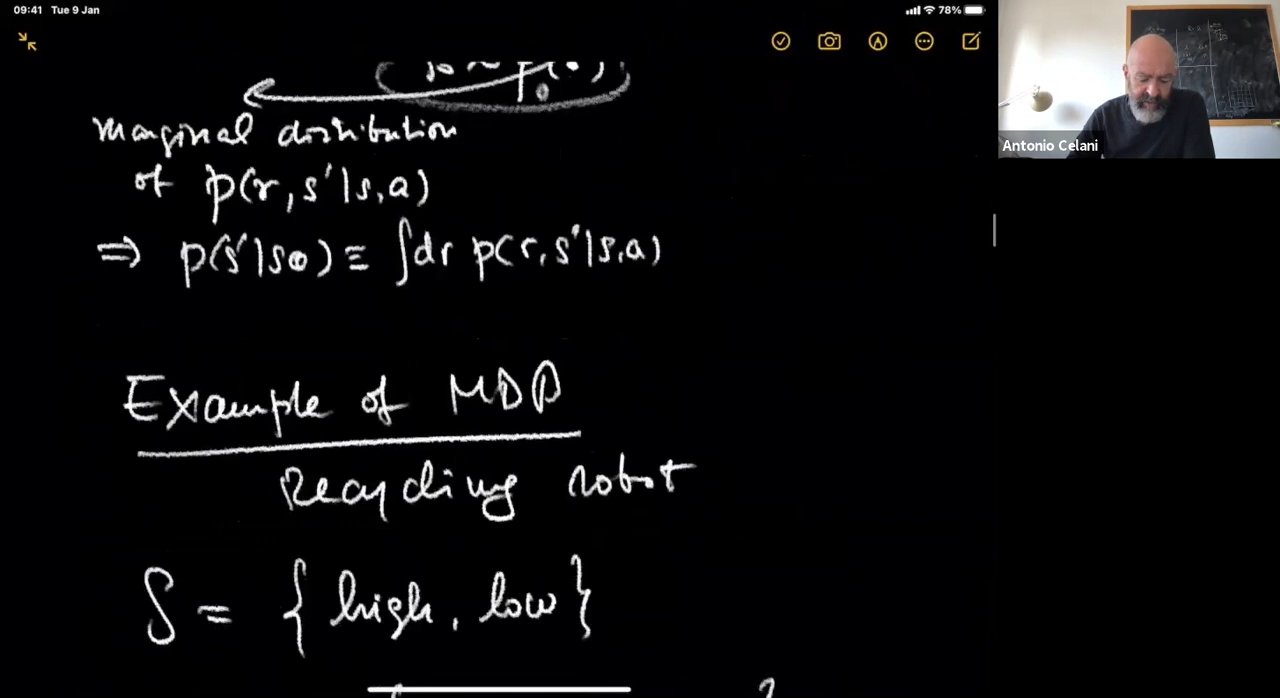 09:41 Tue 9 Jan
78%
Antonio Celani
marginal distribution
of p(r, s'|s, a)
⇒ p(s'|sa) ≡ ∫dr p(r, s'|s, a)
Example of MDP
Recycling robot
S = { high, low }